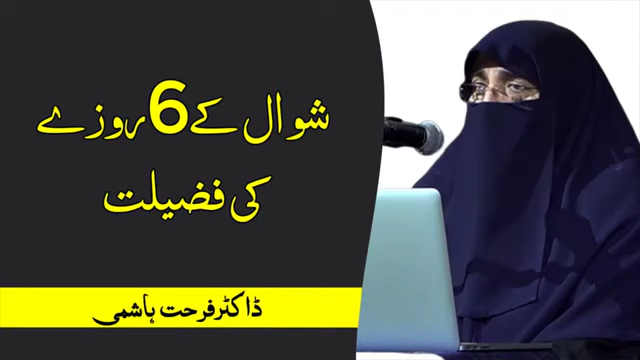 شوال کے 6 روزے
کی فضیلت
ڈاکٹر فرحت ہاشمی